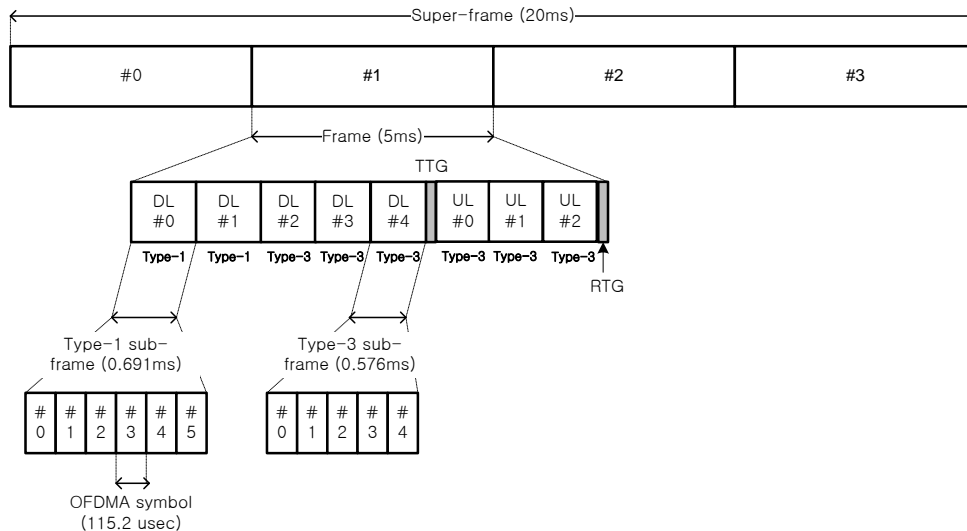 Super-frame (20ms)
#0 #1 #2 #3
Frame (5ms)
TTG
DL DL DL DL DL UL UL UL
#0 #1 #2 #3 #4 #0 #1 #2
Type-1 Type-1 Type-3 Type-3 Type-3 Type-3 Type-3 Type-3
RTG
Type-1 sub-
frame (0.691ms)
Type-3 sub-
frame (0.576ms)
# # # # # #
0 1 2 3 4 5
# # # # #
0 1 2 3 4
OFDMA symbol
(115.2 usec)